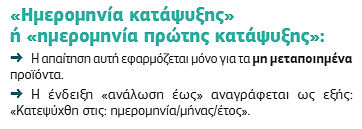 «Ημερομηνία κατάψυξης»
ή «ημερομηνία πρώτης κατάψυξης»:
➜ Η απαίτηση αυτή εφαρμόζεται μόνο για τα μη μεταποιημένα
προϊόντα.
➜ Η ένδειξη «ανάλωση έως» αναγράφεται ως εξής:
«Κατεψύχθη στις: ημερομηνία/μήνας/έτος».